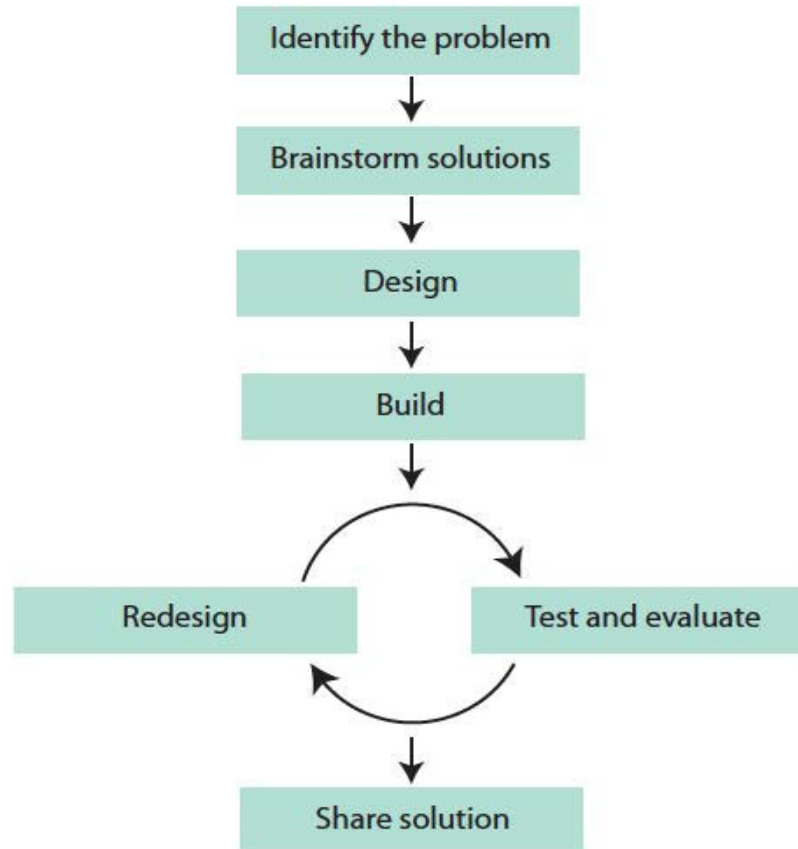 Identify the problem
Brainstorm solutions
Design
Build
Redesign
Test and evaluate
Share solution